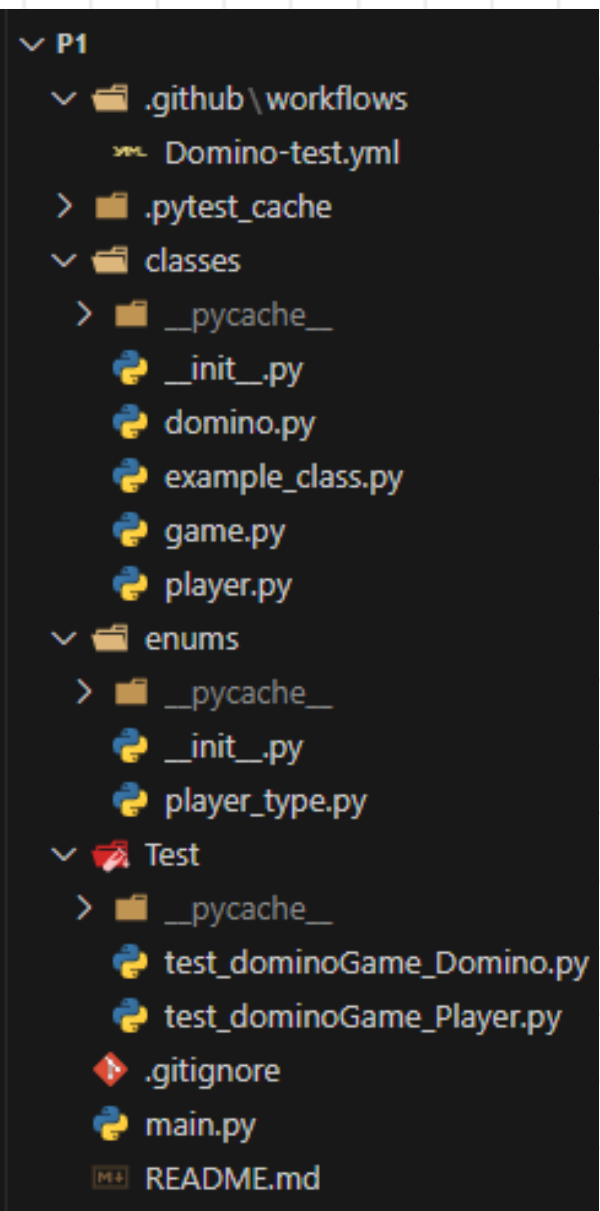 P1
.github\workflows
YML Domino-test.yml
.pytest_cache
classes
__pycache__
__init__.py
domino.py
example_class.py
game.py
player.py
enums
__pycache__
__init__.py
player_type.py
Test
__pycache__
test_dominoGame_Domino.py
test_dominoGame_Player.py
.gitignore
main.py
M README.md